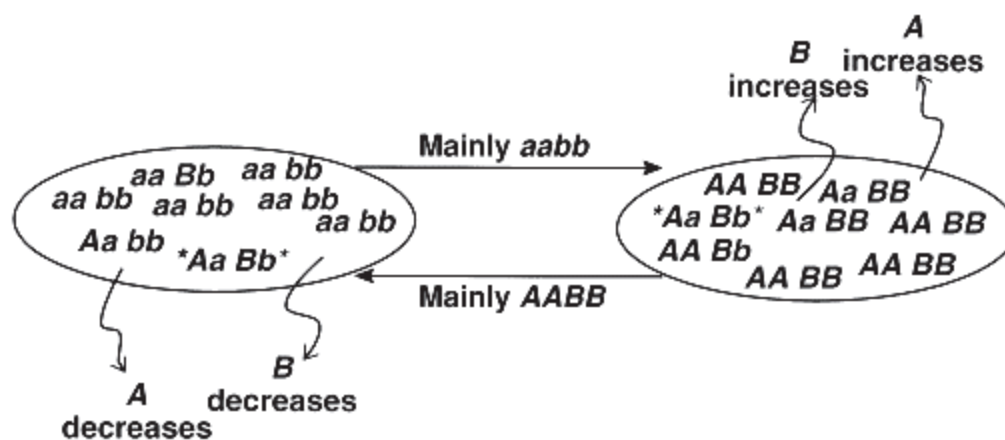 A
increases
B
increases
Mainly aabb
aa Bb
aa bb
aa bb
aa bb
aa bb
aa bb
Aa bb
*Aa Bb*
AA BB
Aa BB
*Aa Bb*
Aa BB
AA BB
AA Bb
AA BB
AA BB
Mainly AABB
A
decreases
B
decreases